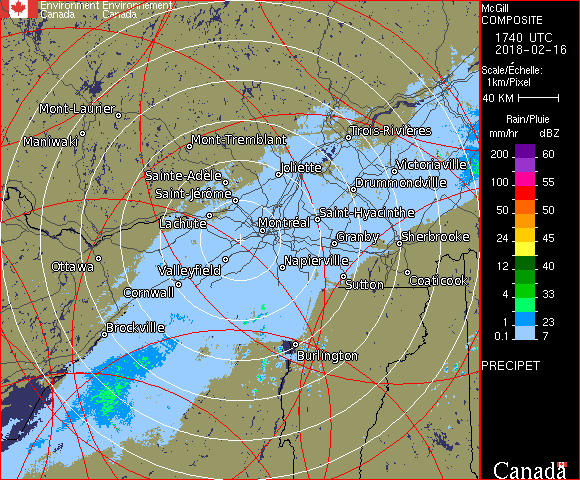 Environment Environnement
Canada Canada
McGill
COMPOSITE
1740 UTC
2018-02-16
Scale/Échelle:
1km/Pixel
40 KM
Rain/Pluie
mm/hr dBZ
200 60
100 55
50 50
24 45
12 40
4 33
1 23
0.1 7
PRECIPET
Canada
Mont-Laurier
Maniwaki
Mont-Tremblant
Trois-Rivières
Sainte-Adèle
Joliette
Victoriaville
Saint-Jérôme
Drummondville
Lachute
Montréal
Saint-Hyacinthe
Granby
Sherbrooke
Ottawa
Valleyfield
Napierville
Cornwall
Sutton
Coaticook
Brockville
Burlington